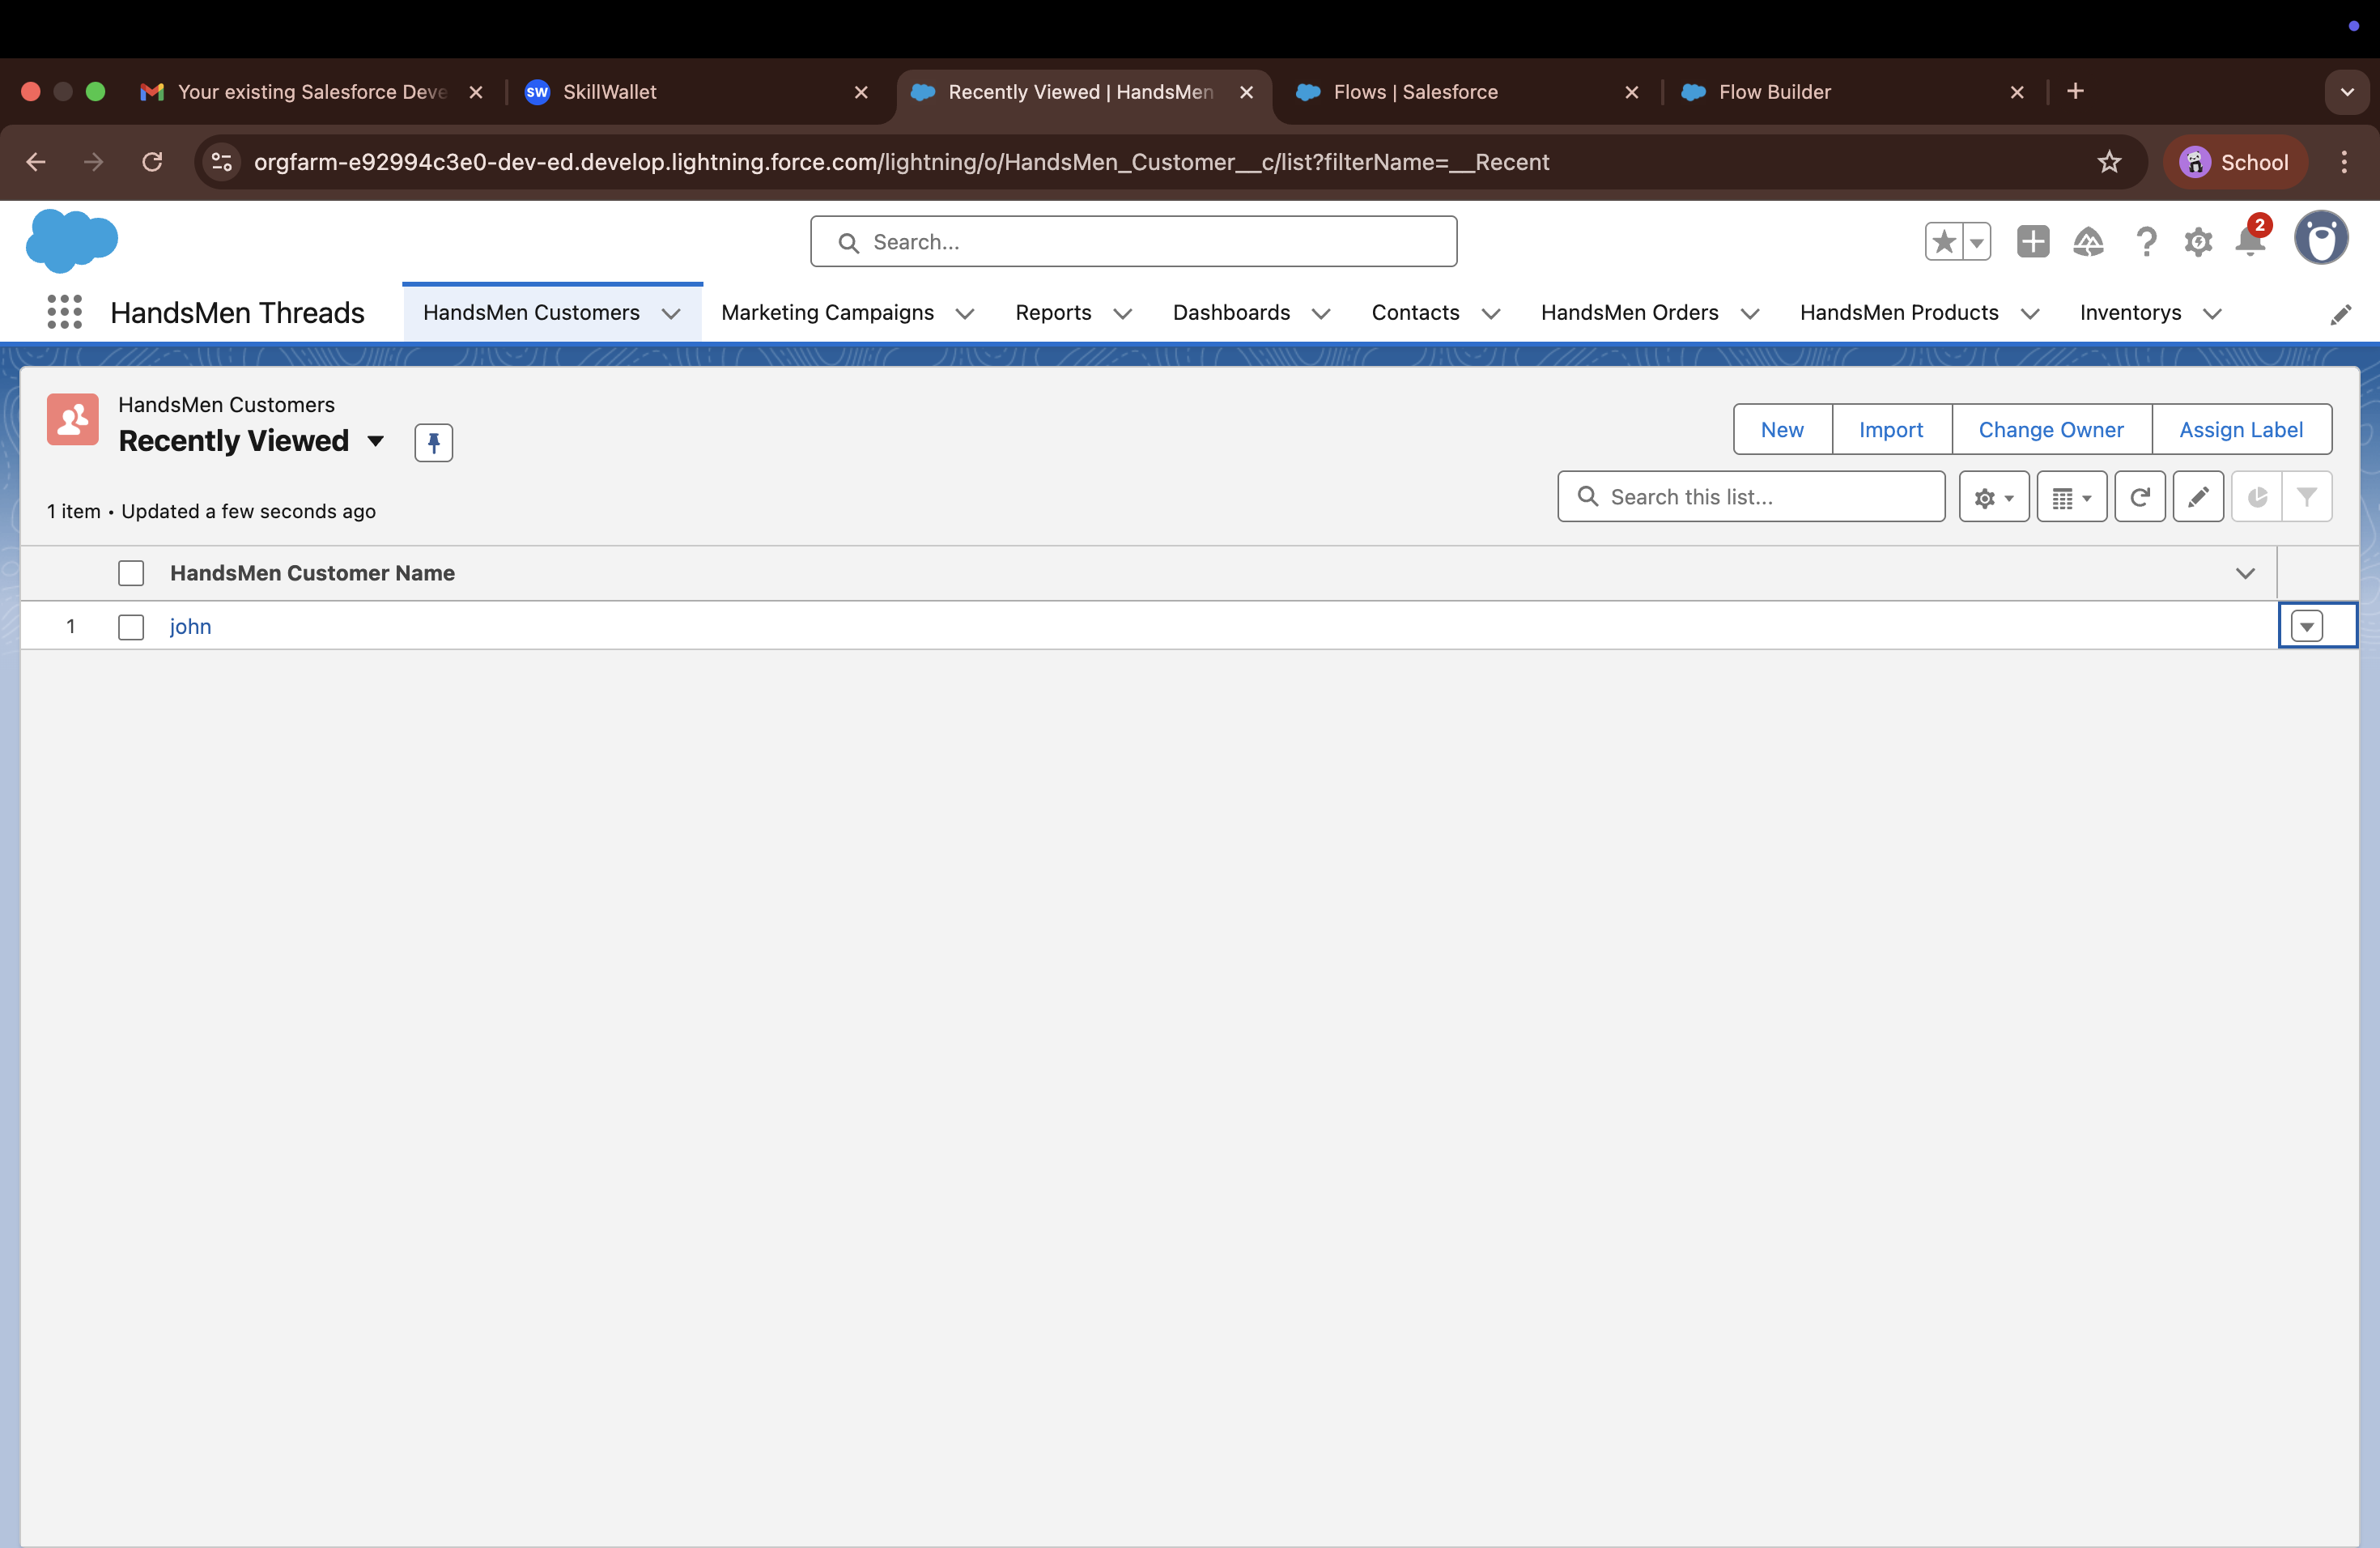 Your existing Salesforce Deve
SW SkillWallet
Recently Viewed | HandsMen
Flows | Salesforce
Flow Builder
orgfarm-e92994c3e0-dev-ed.develop.lightning.force.com/lightning/o/HandsMen_Customer__c/list?filterName=__Recent
School
Search...
2
HandsMen Threads
HandsMen Customers
Marketing Campaigns
Reports
Dashboards
Contacts
HandsMen Orders
HandsMen Products
Inventorys
HandsMen Customers
Recently Viewed
New
Import
Change Owner
Assign Label
1 item • Updated a few seconds ago
Search this list...
HandsMen Customer Name
1 john